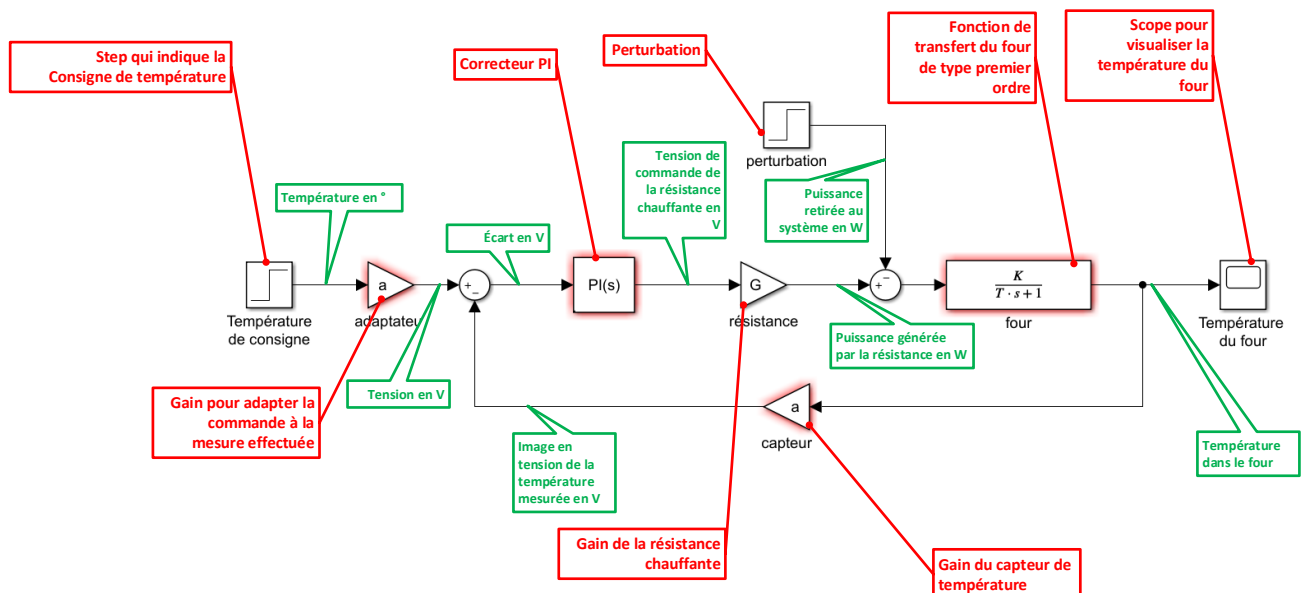 Step qui indique la
Consigne de température
Correcteur PI
Perturbation
Fonction de
transfert du four
de type premier
ordre
Scope pour
visualiser la
température du
four
perturbation
Température en °
Écart en V
Tension de
commande de
la résistance
chauffante en
V
Puissance
retirée au
système en W
Température
de consigne
a
adaptateu
+
−
PI(s)
G
résistance
−
+
K
T · s + 1
four
Température
du four
Tension en V
Puissance générée
par la résistance en W
Gain pour adapter la
commande à la
mesure effectuée
a
capteur
Image en
tension de la
température
mesurée en V
Température
dans le four
Gain de la résistance
chauffante
Gain du capteur de
température